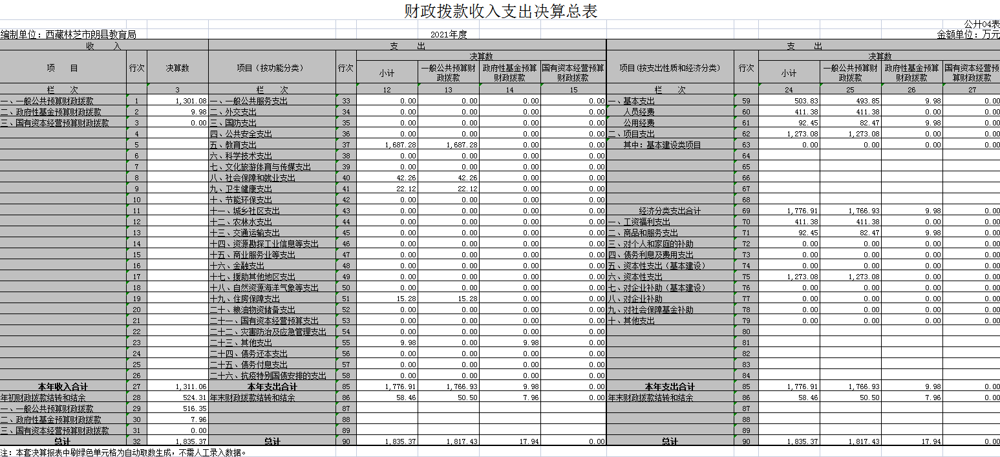 财政拨款收入支出决算总表
公开04表
编制单位：西藏林芝市朗县教育局 2021年度 金额单位：万元
收 入 支 出 支 出
项 目 行次 决算数 项目（按功能分类） 行次 决算数 项目(按支出性质和经济分类) 行次 决算数
小计 一般公共预算财政拨款 政府性基金预算财政拨款 国有资本经营预算财政拨款 小计 一般公共预算财政拨款 政府性基金预算财政拨款 国有资本经营预算财政拨款
栏 次 3 栏 次 12 13 14 15 栏 次 24 25 26 27
一、一般公共预算财政拨款 1 1,301.08 一、一般公共服务支出 33 0.00 0.00 0.00 0.00 一、基本支出 59 503.83 493.85 9.98 0.00
二、政府性基金预算财政拨款 2 9.98 二、外交支出 34 0.00 0.00 0.00 0.00 人员经费 60 411.38 411.38 0.00 0.00
三、国有资本经营预算财政拨款 3 0.00 三、国防支出 35 0.00 0.00 0.00 0.00 公用经费 61 92.45 82.47 9.98 0.00
4 四、公共安全支出 36 0.00 0.00 0.00 0.00 二、项目支出 62 1,273.08 1,273.08 0.00 0.00
5 五、教育支出 37 1,687.28 1,687.28 0.00 0.00 其中：基本建设类项目 63 0.00 0.00 0.00 0.00
6 六、科学技术支出 38 0.00 0.00 0.00 0.00 64
7 七、文化旅游体育与传媒支出 39 0.00 0.00 0.00 0.00 65
8 八、社会保障和就业支出 40 42.26 42.26 0.00 0.00 66
9 九、卫生健康支出 41 22.12 22.12 0.00 0.00 67
10 十、节能环保支出 42 0.00 0.00 0.00 0.00 68
11 十一、城乡社区支出 43 0.00 0.00 0.00 0.00 经济分类支出合计 69 1,776.91 1,766.93 9.98 0.00
12 十二、农林水支出 44 0.00 0.00 0.00 0.00 一、工资福利支出 70 411.38 411.38 0.00 0.00
13 十三、交通运输支出 45 0.00 0.00 0.00 0.00 二、商品和服务支出 71 92.45 82.47 9.98 0.00
14 十四、资源勘探工业信息等支出 46 0.00 0.00 0.00 0.00 三、对个人和家庭的补助 72 0.00 0.00 0.00 0.00
15 十五、商业服务业等支出 47 0.00 0.00 0.00 0.00 四、债务利息及费用支出 73 0.00 0.00 0.00 0.00
16 十六、金融支出 48 0.00 0.00 0.00 0.00 五、资本性支出（基本建设） 74 0.00 0.00 0.00 0.00
17 十七、援助其他地区支出 49 0.00 0.00 0.00 0.00 六、资本性支出 75 1,273.08 1,273.08 0.00 0.00
18 十八、自然资源海洋气象等支出 50 0.00 0.00 0.00 0.00 七、对企业补助（基本建设） 76 0.00 0.00 0.00 0.00
19 十九、住房保障支出 51 15.28 15.28 0.00 0.00 八、对企业补助 77 0.00 0.00 0.00 0.00
20 二十、粮油物资储备支出 52 0.00 0.00 0.00 0.00 九、对社会保障基金补助 78 0.00 0.00 0.00 0.00
21 二十一、国有资本经营预算支出 53 0.00 0.00 0.00 0.00 十、其他支出 79 0.00 0.00 0.00 0.00
22 二十二、灾害防治及应急管理支出 54 0.00 0.00 0.00 0.00 80
23 二十三、其他支出 55 9.98 0.00 9.98 0.00 81
24 二十四、债务还本支出 56 0.00 0.00 0.00 0.00 82
25 二十五、债务付息支出 57 0.00 0.00 0.00 0.00 83
26 二十六、抗疫特别国债安排的支出 58 0.00 0.00 0.00 0.00 84
本年收入合计 27 1,311.06 本年支出合计 85 1,776.91 1,766.93 9.98 0.00 本年支出合计 85 1,776.91 1,766.93 9.98 0.00
年初财政拨款结转和结余 28 524.31 年末财政拨款结转和结余 86 58.46 50.50 7.96 0.00 年末财政拨款结转和结余 86 58.46 50.50 7.96 0.00
一、一般公共预算财政拨款 29 516.35 87 87
二、政府性基金预算财政拨款 30 7.96 88 88
三、国有资本经营预算财政拨款 31 0.00 89 89
总计 32 1,835.37 总计 90 1,835.37 1,817.43 17.94 0.00 总计 90 1,835.37 1,817.43 17.94 0.00
注：本套决算报表中刷绿色单元格为自动取数生成，不需人工录入数据。